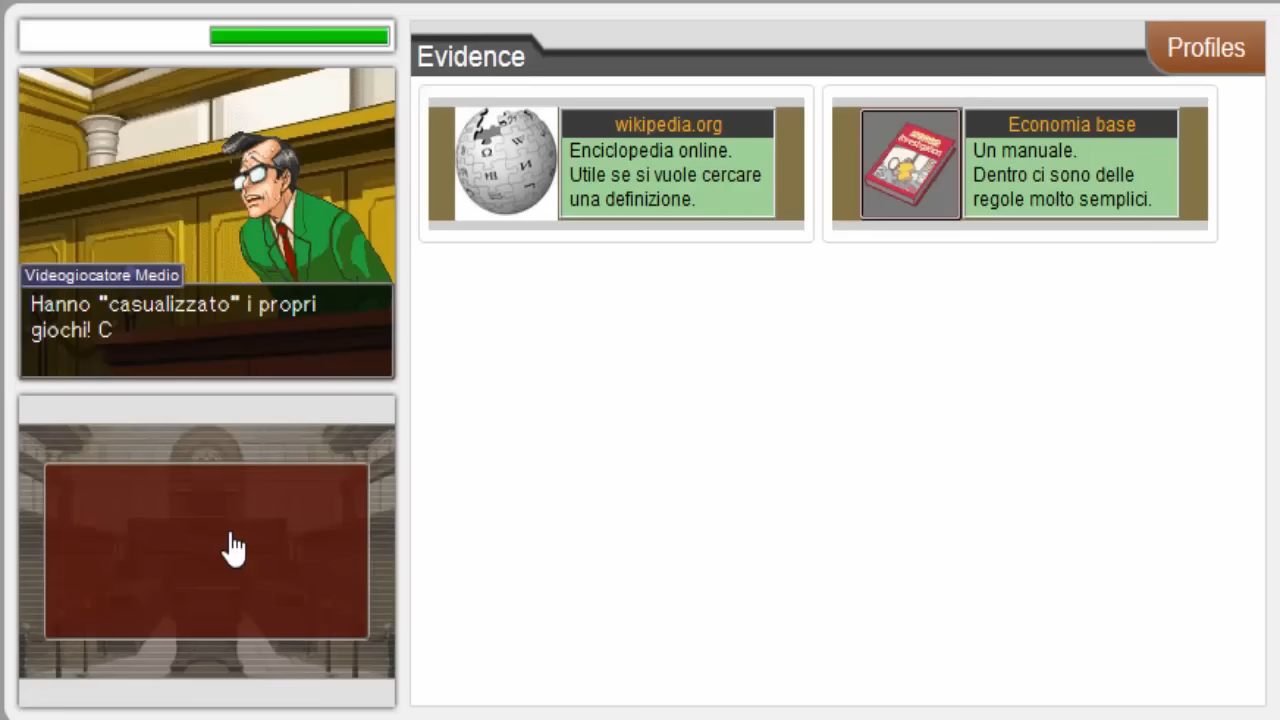 Evidence
Profiles
wikipedia.org
Enciclopedia online.
Utile se si vuole cercare
una definizione.
Economia base
Un manuale.
Dentro ci sono delle
regole molto semplici.
Videogiocatore Medio
Hanno "casualizzato" i propri
giochi! C